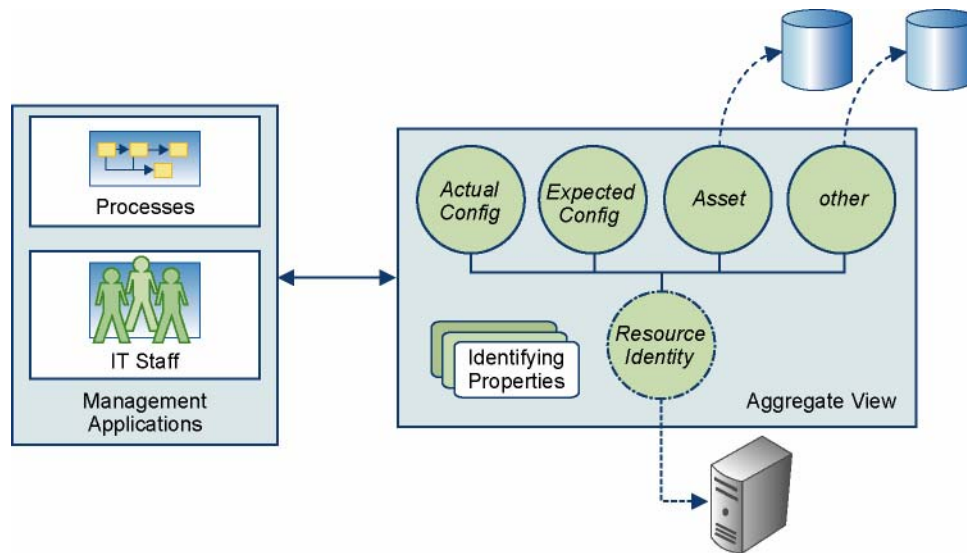 Processes
IT Staff
Management
Applications
Actual
Config
Expected
Config
Asset
other
Resource
Identity
Identifying
Properties
Aggregate View